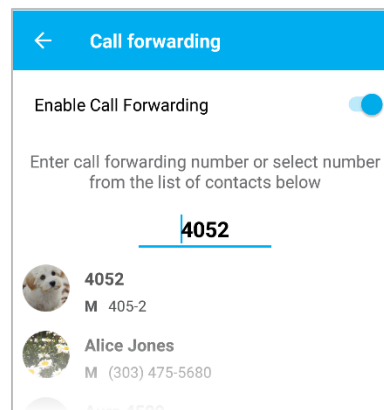 Call forwarding
Enable Call Forwarding
Enter call forwarding number or select number
from the list of contacts below
4052
4052
M 405-2
Alice Jones
M (303) 475-5680